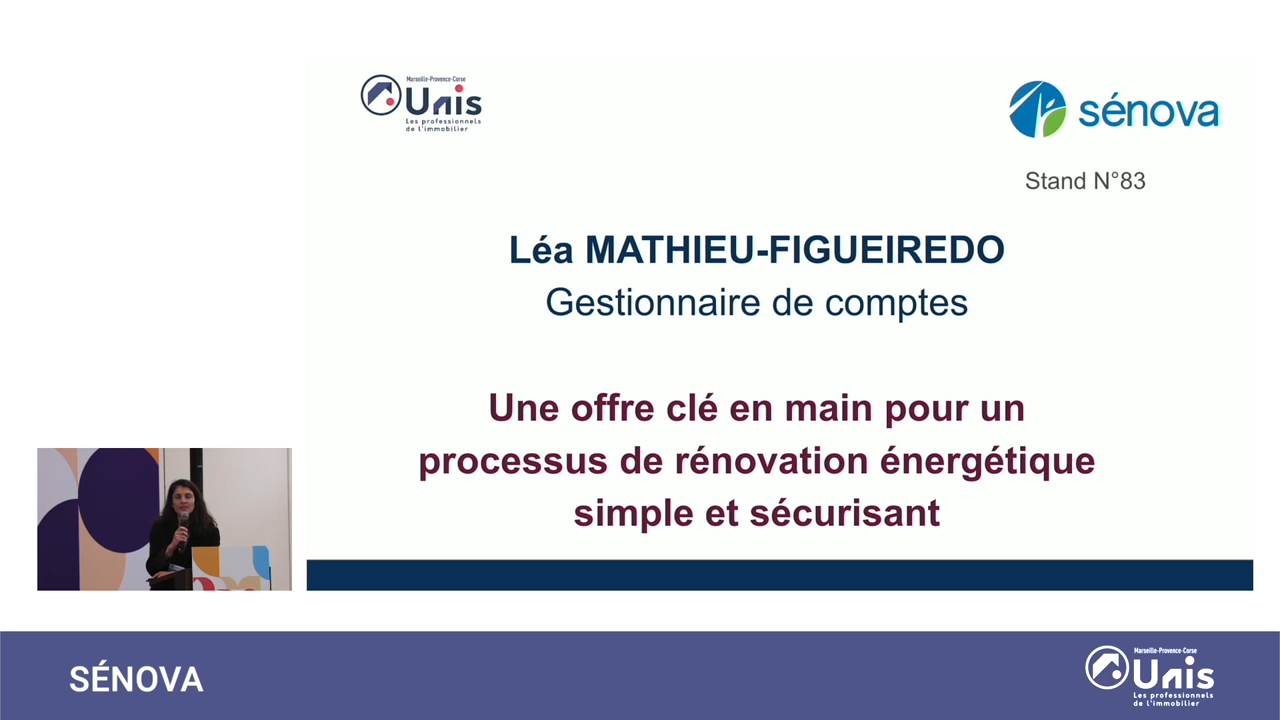 Marseille-Provence-Corse
Unis
Les professionnels
de l'immobilier
sénova
Stand N°83
Léa MATHIEU-FIGUEIREDO
Gestionnaire de comptes
Une offre clé en main pour un
processus de rénovation énergétique
simple et sécurisant
SÉNOVA
Marseille-Provence-Corse
Unis
Les professionnels
de l'immobilier